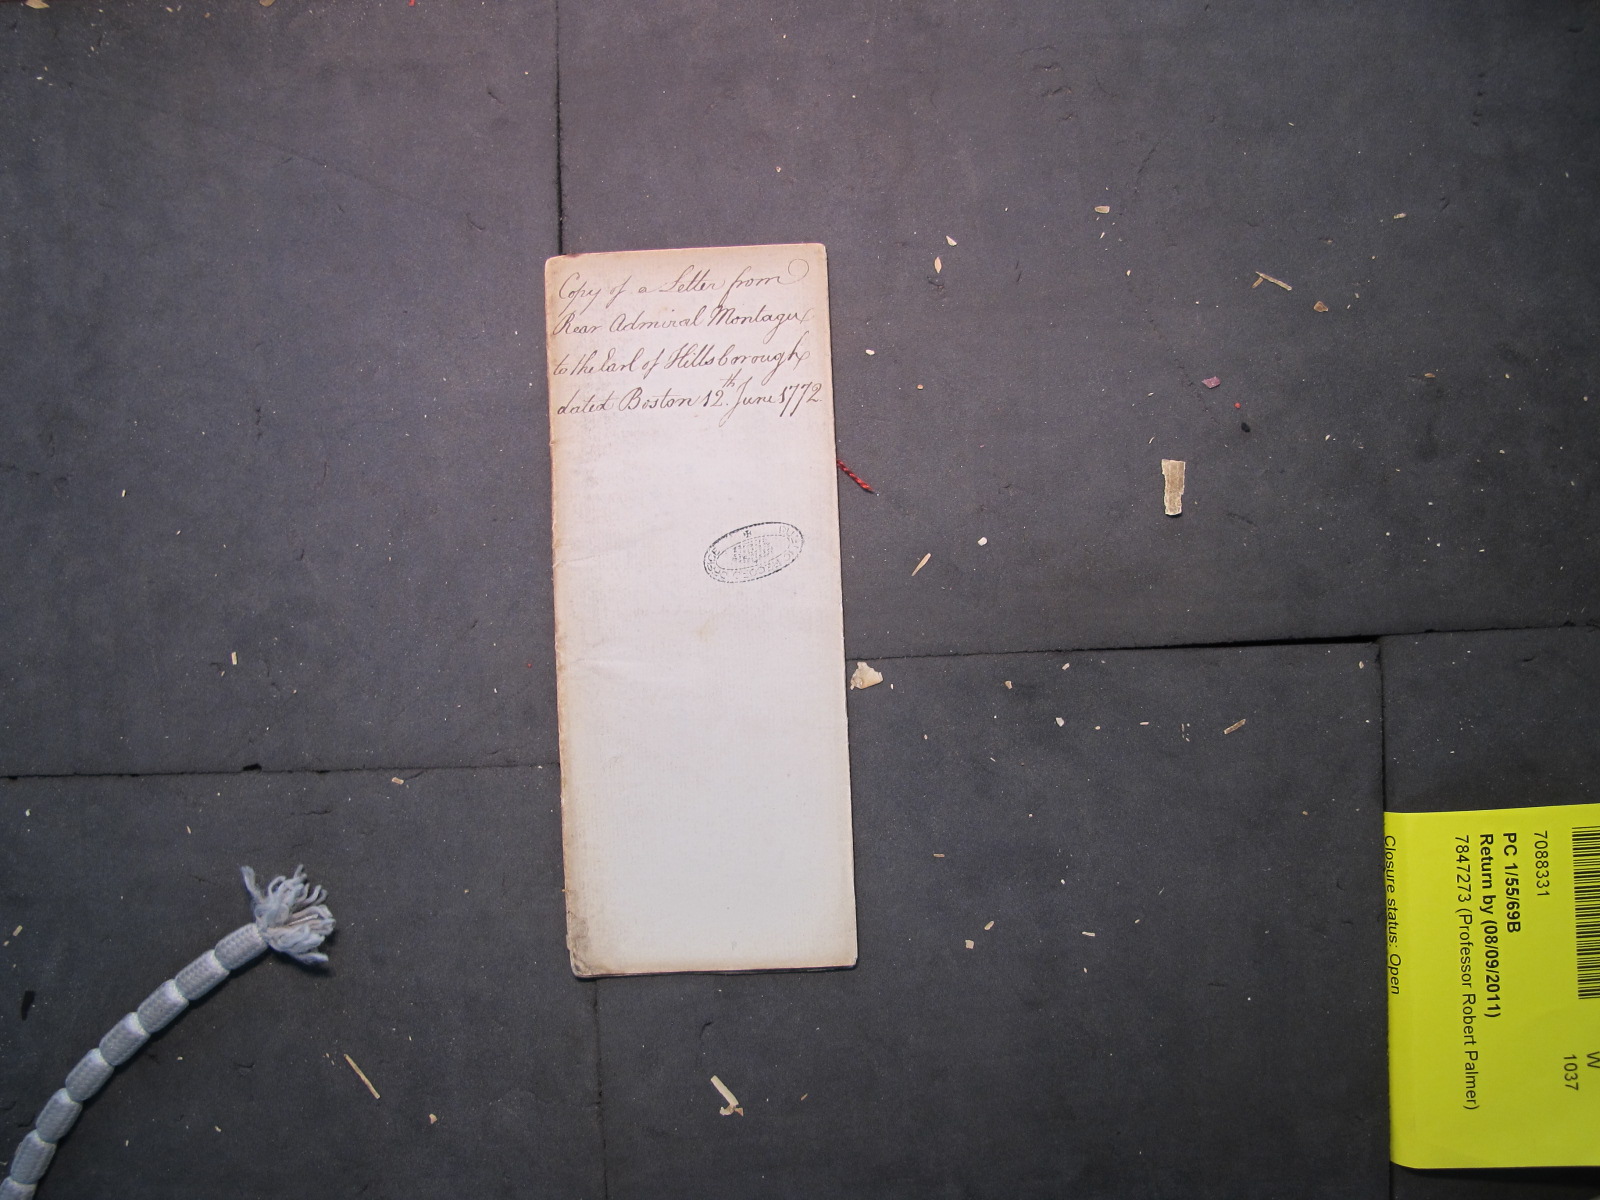 Copy of a Letter from
Rear Admiral Montagu
to the Earl of Hillsborough
dated Boston 12th June 1772.
W
1037
7088331
PC 1/55/69B
Return by (08/09/2011)
7847273 (Professor Robert Palmer)
Closure status: Open